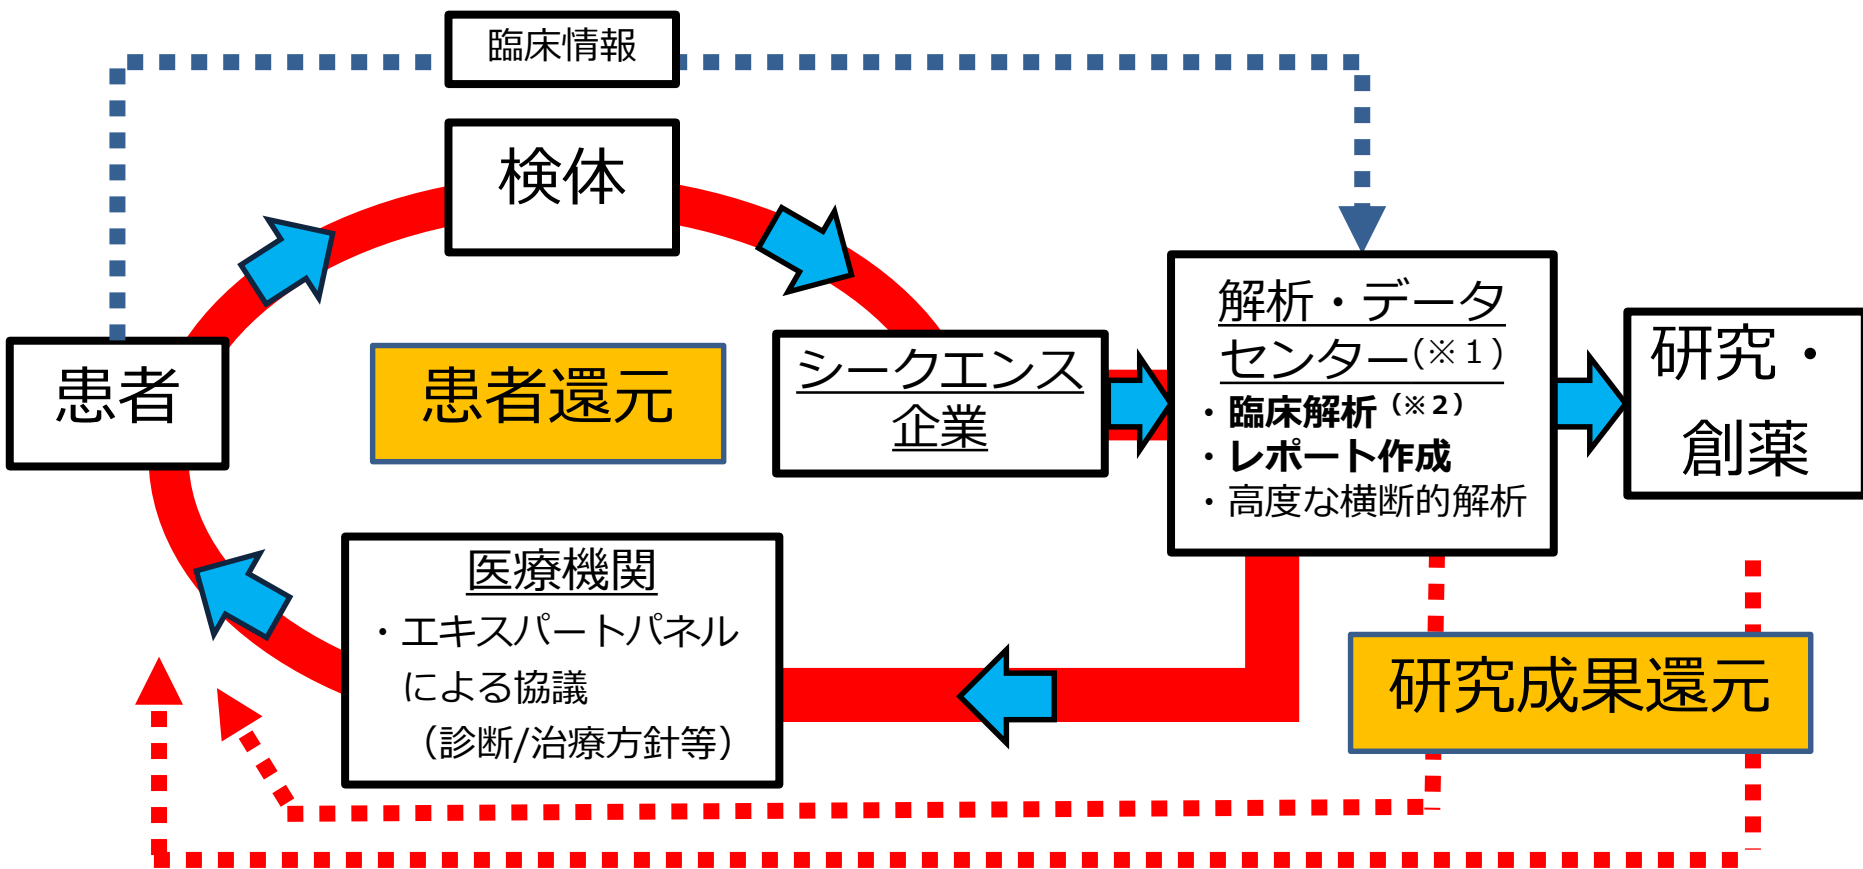 臨床情報
検体
患者
患者還元
シークエンス
企業
解析・データ
センター(※１)
・臨床解析（※２）
・レポート作成
・高度な横断的解析
研究・
創薬
医療機関
・エキスパートパネル
による協議
（診断/治療方針等）
研究成果還元